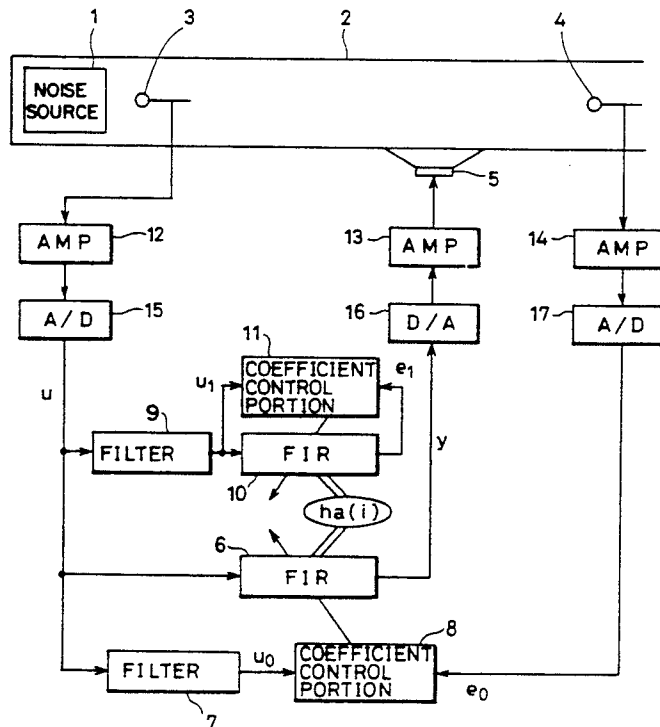 1
3
2
4
NOISE
SOURCE
5
AMP
12
13
AMP
14
AMP
A/D
15
16
D/A
17
A/D
11
COEFFICIENT
CONTROL
PORTION
u
u1
e1
y
9
FILTER
FIR
10
ha(i)
6
FIR
8
FILTER
u0
COEFFICIENT
CONTROL
PORTION
e0
7